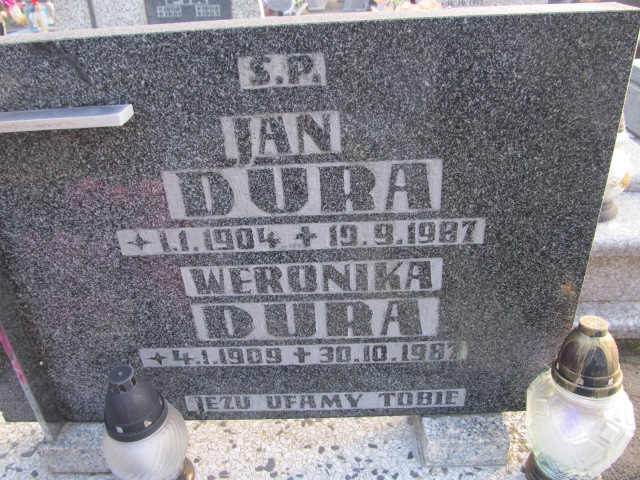 Ś.P.
JAN
DURA
1.1.1904 + 19.9.1987
WERONIKA
DURA
4.1.1909 + 30.10.1987
JEZU UFAMY TOBIE